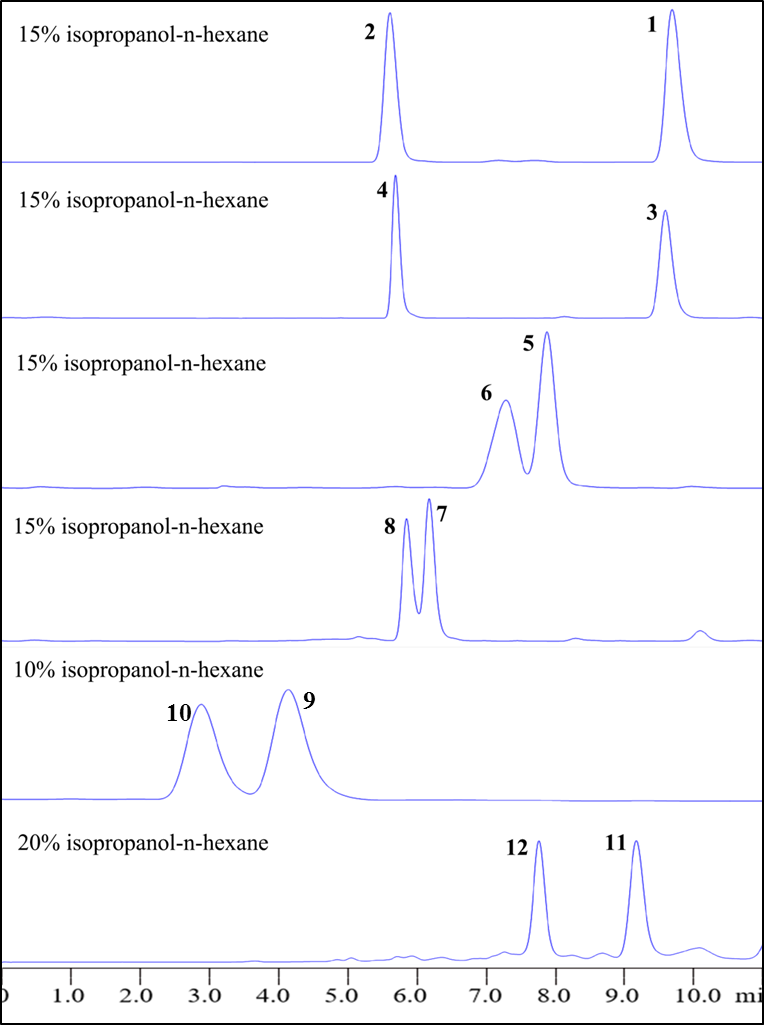 15% isopropanol-n-hexane 2 1
15% isopropanol-n-hexane 4 3
15% isopropanol-n-hexane 6 5
15% isopropanol-n-hexane 8 7
10% isopropanol-n-hexane 10 9
20% isopropanol-n-hexane 12 11
0 1.0 2.0 3.0 4.0 5.0 6.0 7.0 8.0 9.0 10.0 mi